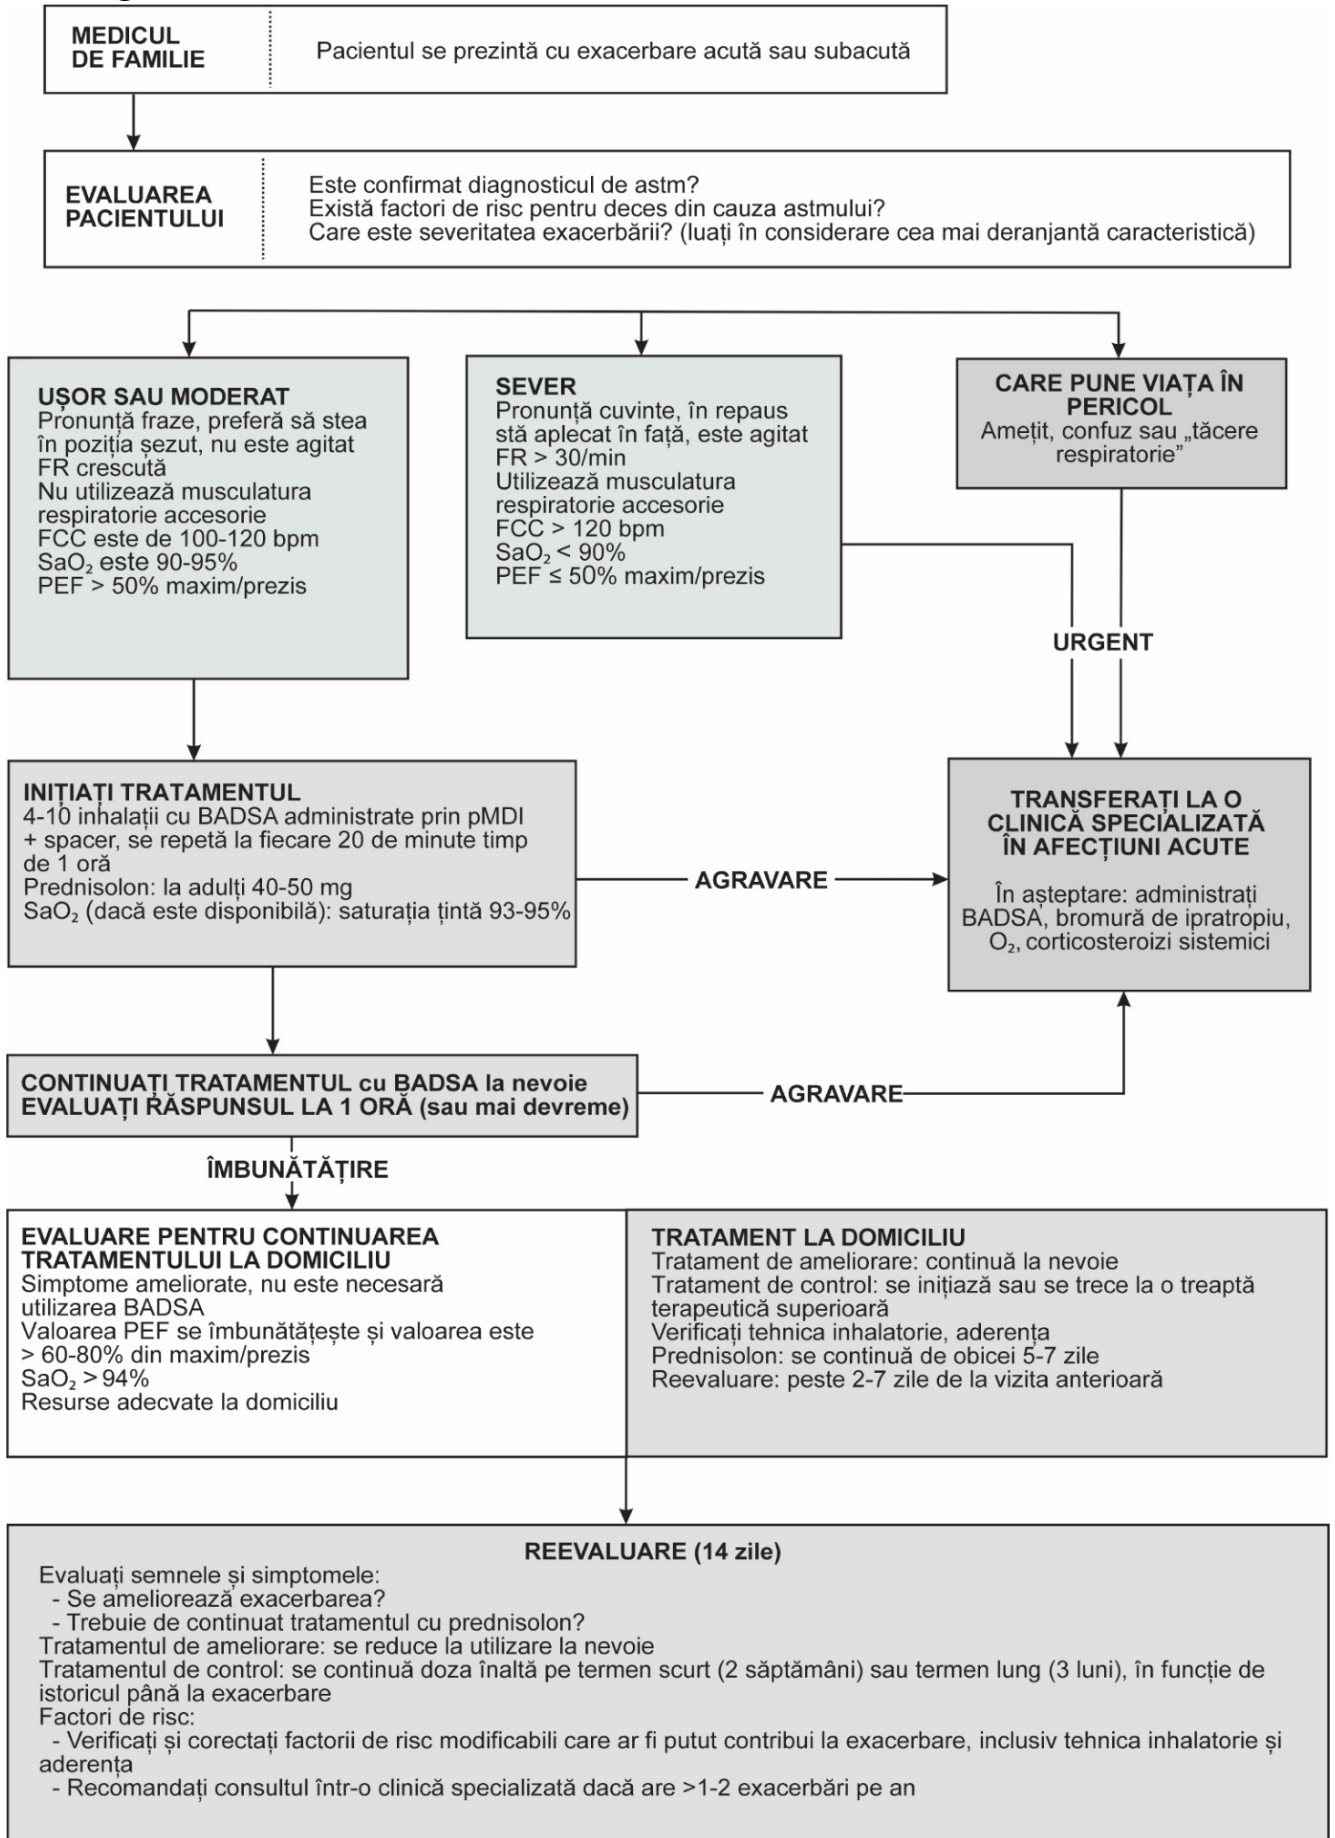 MEDICUL
DE FAMILIE
Pacientul se prezintă cu exacerbare acută sau subacută
EVALUAREA
PACIENTULUI
Este confirmat diagnosticul de astm?
Există factori de risc pentru deces din cauza astmului?
Care este severitatea exacerbării? (luați în considerare cea mai deranjantă caracteristică)
UȘOR SAU MODERAT
Pronunță fraze, preferă să stea
în poziția șezut, nu este agitat
FR crescută
Nu utilizează musculatura
respiratorie accesorie
FCC este de 100-120 bpm
SaO₂ este 90-95%
PEF > 50% maxim/prezis
SEVER
Pronunță cuvinte, în repaus
stă aplecat în față, este agitat
FR > 30/min
Utilizează musculatura
respiratorie accesorie
FCC > 120 bpm
SaO₂ < 90%
PEF ≤ 50% maxim/prezis
CARE PUNE VIAȚA ÎN
PERICOL
Amețit, confuz sau „tăcere
respiratorie”
URGENT
INIȚIAȚI TRATAMENTUL
4-10 inhalații cu BADSA administrate prin pMDI
+ spacer, se repetă la fiecare 20 de minute timp
de 1 oră
Prednisolon: la adulți 40-50 mg
SaO₂ (dacă este disponibilă): saturația țintă 93-95%
AGRAVARE
TRANSFERAȚI LA O
CLINICĂ SPECIALIZATĂ
ÎN AFECȚIUNI ACUTE
În așteptare: administrați
BADSA, bromură de ipratropiu,
O₂, corticosteroizi sistemici
CONTINUAȚI TRATAMENTUL cu BADSA la nevoie
EVALUAȚI RĂSPUNSUL LA 1 ORĂ (sau mai devreme)
AGRAVARE
ÎMBUNĂTĂȚIRE
EVALUARE PENTRU CONTINUAREA
TRATAMENTULUI LA DOMICILIU
Simptome ameliorate, nu este necesară
utilizarea BADSA
Valoarea PEF se îmbunătățește și valoarea este
> 60-80% din maxim/prezis
SaO₂ > 94%
Resurse adecvate la domiciliu
TRATAMENT LA DOMICILIU
Tratament de ameliorare: continuă la nevoie
Tratament de control: se inițiază sau se trece la o treaptă
terapeutică superioară
Verificați tehnica inhalatorie, aderența
Prednisolon: se continuă de obicei 5-7 zile
Reevaluare: peste 2-7 zile de la vizita anterioară
REEVALUARE (14 zile)
Evaluați semnele și simptomele:
- Se ameliorează exacerbarea?
- Trebuie de continuat tratamentul cu prednisolon?
Tratamentul de ameliorare: se reduce la utilizare la nevoie
Tratamentul de control: se continuă doza înaltă pe termen scurt (2 săptămâni) sau termen lung (3 luni), în funcție de
istoricul până la exacerbare
Factori de risc:
- Verificați și corectați factorii de risc modificabili care ar fi putut contribui la exacerbare, inclusiv tehnica inhalatorie și
aderența
- Recomandați consultul într-o clinică specializată dacă are >1-2 exacerbări pe an